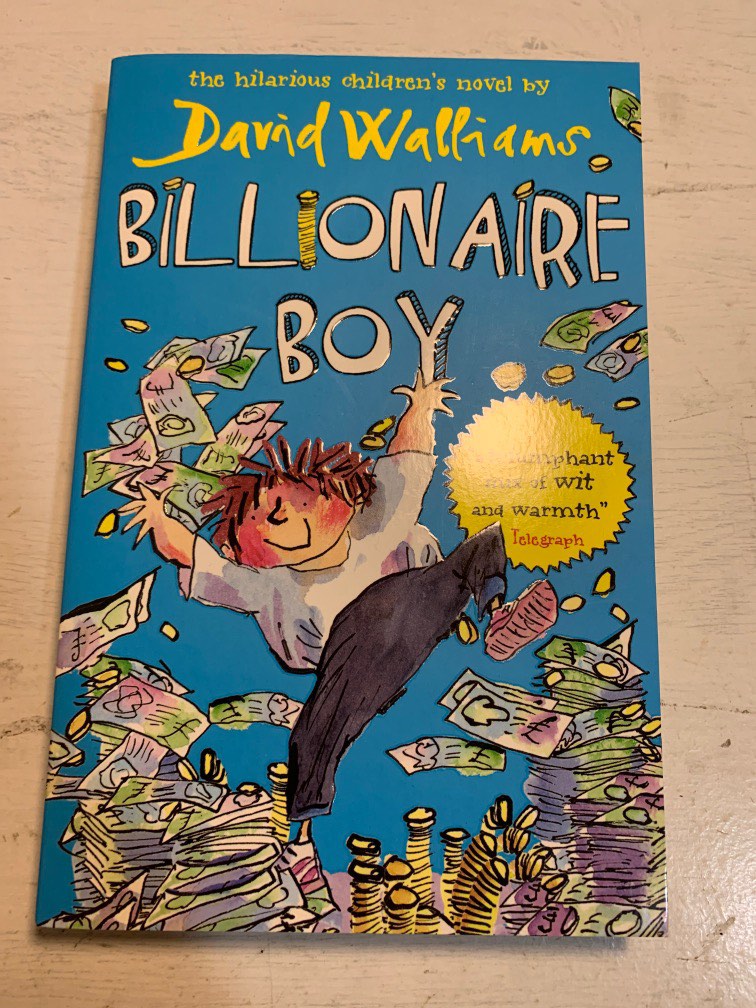 the hilarious children's novel by
David Walliams
BILLIONAIRE
BOY
of wit
and warmth"
Telegraph